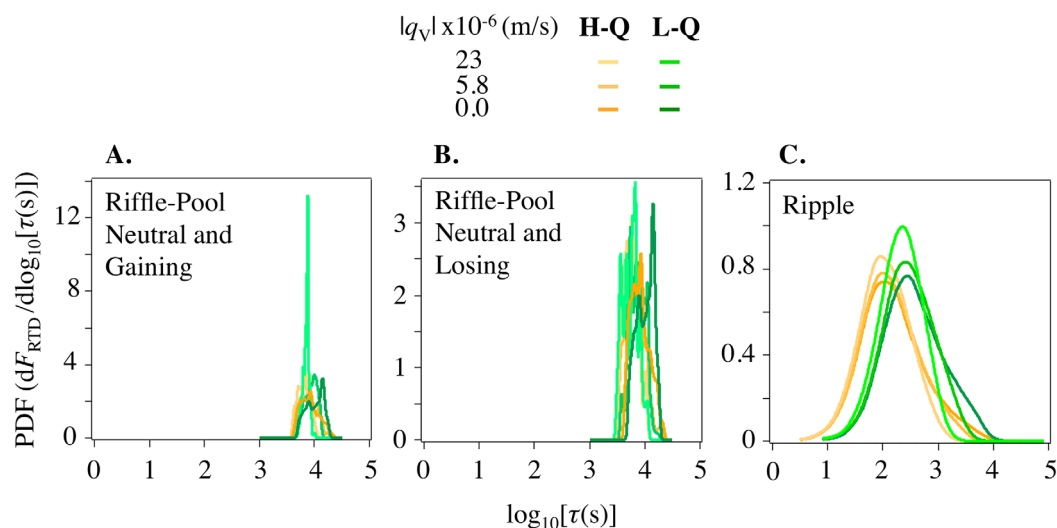 |q_V| x10⁻⁶ (m/s) H-Q L-Q
23
5.8
0.0
A.
B.
C.
PDF (dF_RTD/dlog₁₀[τ(s)])
Riffle-Pool
Neutral and
Gaining
12
8
4
0
0 1 2 3 4 5
Riffle-Pool
Neutral and
Losing
3
2
1
0
0 1 2 3 4 5
Ripple
1.2
0.8
0.4
0
0 1 2 3 4 5
log₁₀[τ(s)]